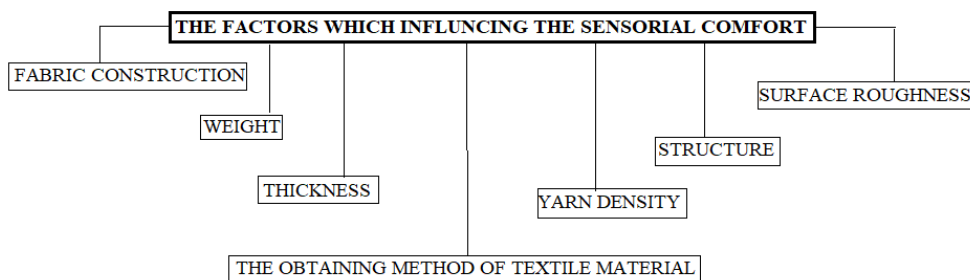 THE FACTORS WHICH INFLUNCING THE SENSORIAL COMFORT
FABRIC CONSTRUCTION
SURFACE ROUGHNESS
WEIGHT
STRUCTURE
THICKNESS
YARN DENSITY
THE OBTAINING METHOD OF TEXTILE MATERIAL